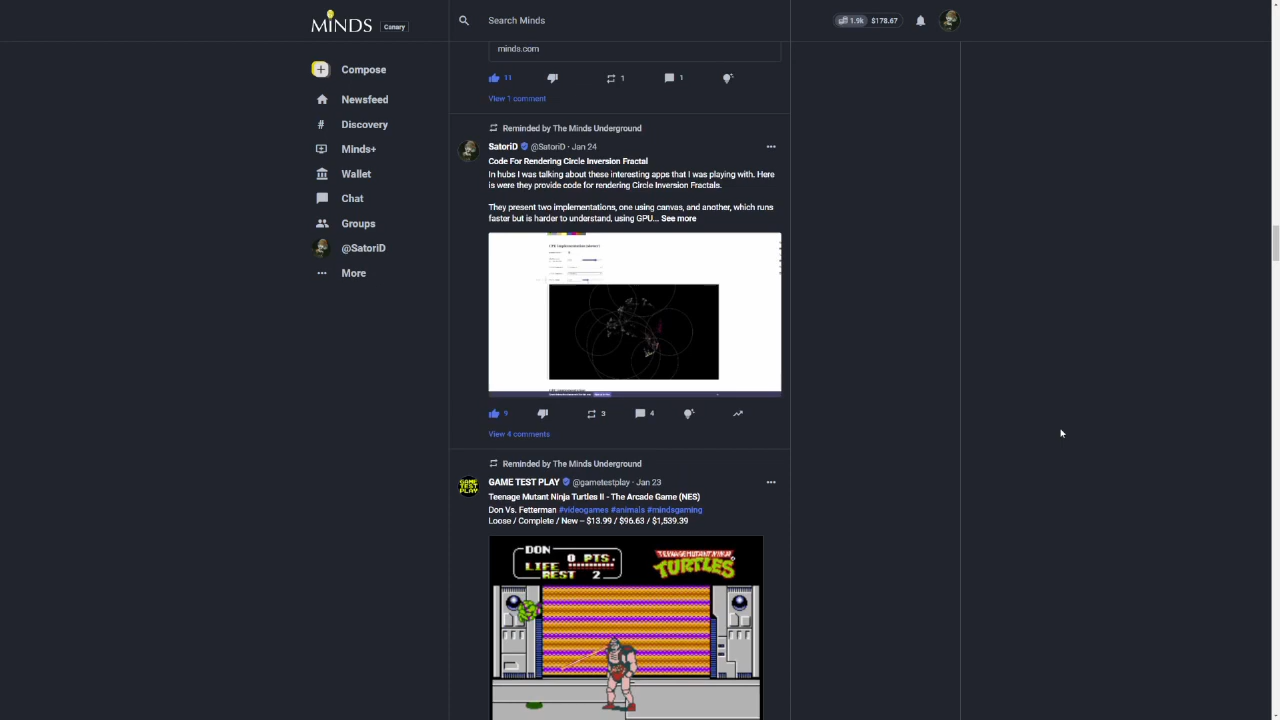 MINDS
Canary
Search Minds
1.9k
$178.67
Compose
Newsfeed
Discovery
Minds+
Wallet
Chat
Groups
@SatoriD
More
minds.com
11
1
1
View 1 comment
Reminded by The Minds Underground
SatoriD @SatoriD · Jan 24
Code For Rendering Circle Inversion Fractal
In hubs I was talking about these interesting apps that I was playing with. Here
is were they provide code for rendering Circle Inversion Fractals.
They present two implementations, one using canvas, and another, which runs
faster but is harder to understand, using GPU... See more
9
3
4
View 4 comments
Reminded by The Minds Underground
GAME TEST PLAY @gametestplay · Jan 23
GAME
TEST
PLAY
Teenage Mutant Ninja Turtles II - The Arcade Game (NES)
Don Vs. Fetterman #videogames #animals #mindsgaming
Loose / Complete / New – $13.99 / $96.63 / $1,539.39
DON
0 PTS.
LIFE
REST 2
TEENAGE MUTANT NINJA
TURTLES